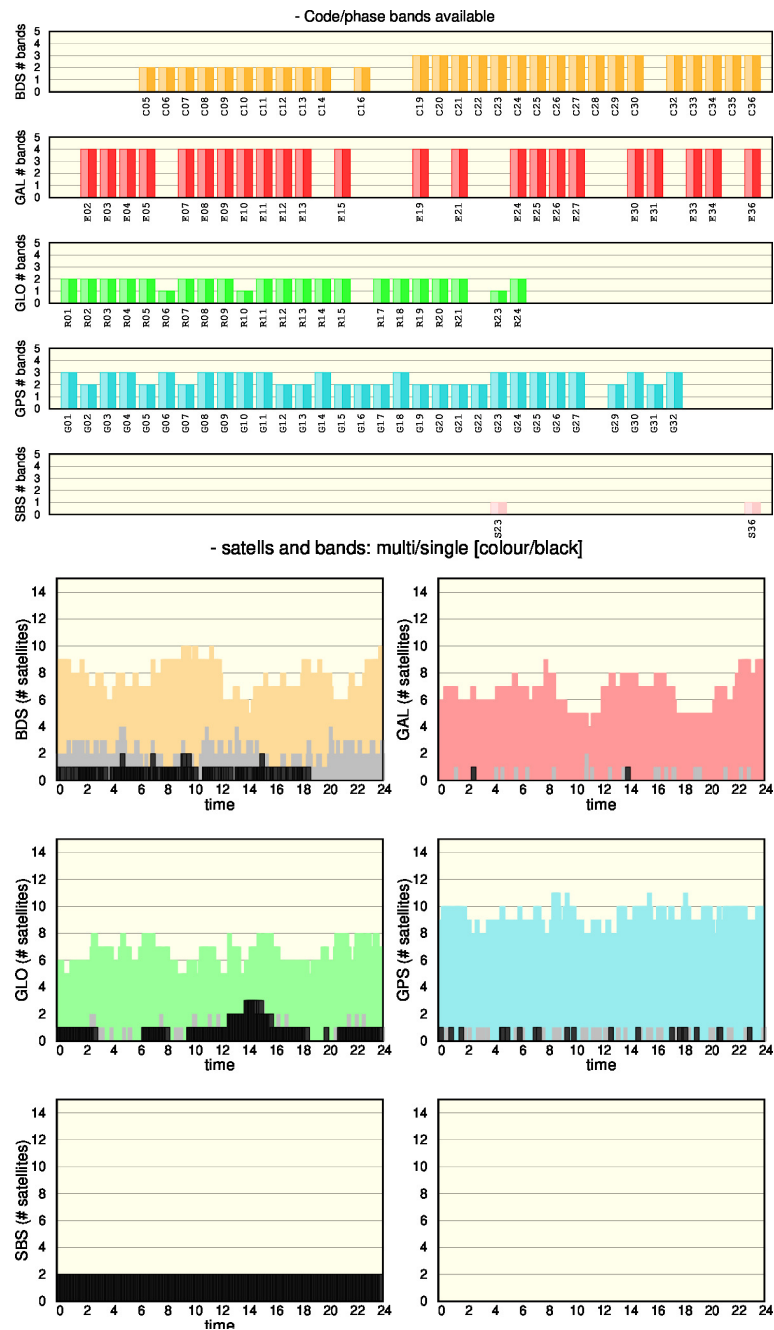 - Code/phase bands available
BDS # bands
5
4
3
2
1
0
C05 C06 C07 C08 C09 C10 C11 C12 C13 C14 C16 C19 C20 C21 C22 C23 C24 C25 C26 C27 C28 C29 C30 C32 C33 C34 C35 C36
GAL # bands
5
4
3
2
1
0
E02 E03 E04 E05 E07 E08 E09 E10 E11 E12 E13 E15 E19 E21 E24 E25 E26 E27 E30 E31 E33 E34 E36
GLO # bands
5
4
3
2
1
0
R01 R02 R03 R04 R05 R06 R07 R08 R09 R10 R11 R12 R13 R14 R15 R17 R18 R19 R20 R21 R23 R24
GPS # bands
5
4
3
2
1
0
G01 G02 G03 G04 G05 G06 G07 G08 G09 G10 G11 G12 G13 G14 G15 G16 G17 G18 G19 G20 G21 G22 G23 G24 G25 G26 G27 G29 G30 G31 G32
SBS # bands
5
4
3
2
1
0
S23 S36
- satells and bands: multi/single [colour/black]
BDS (# satellites)
14
12
10
8
6
4
2
0
0 2 4 6 8 10 12 14 16 18 20 22 24
time
GAL (# satellites)
14
12
10
8
6
4
2
0
0 2 4 6 8 10 12 14 16 18 20 22 24
time
GLO (# satellites)
14
12
10
8
6
4
2
0
0 2 4 6 8 10 12 14 16 18 20 22 24
time
GPS (# satellites)
14
12
10
8
6
4
2
0
0 2 4 6 8 10 12 14 16 18 20 22 24
time
SBS (# satellites)
14
12
10
8
6
4
2
0
0 2 4 6 8 10 12 14 16 18 20 22 24
time
14
12
10
8
6
4
2
0
0 2 4 6 8 10 12 14 16 18 20 22 24